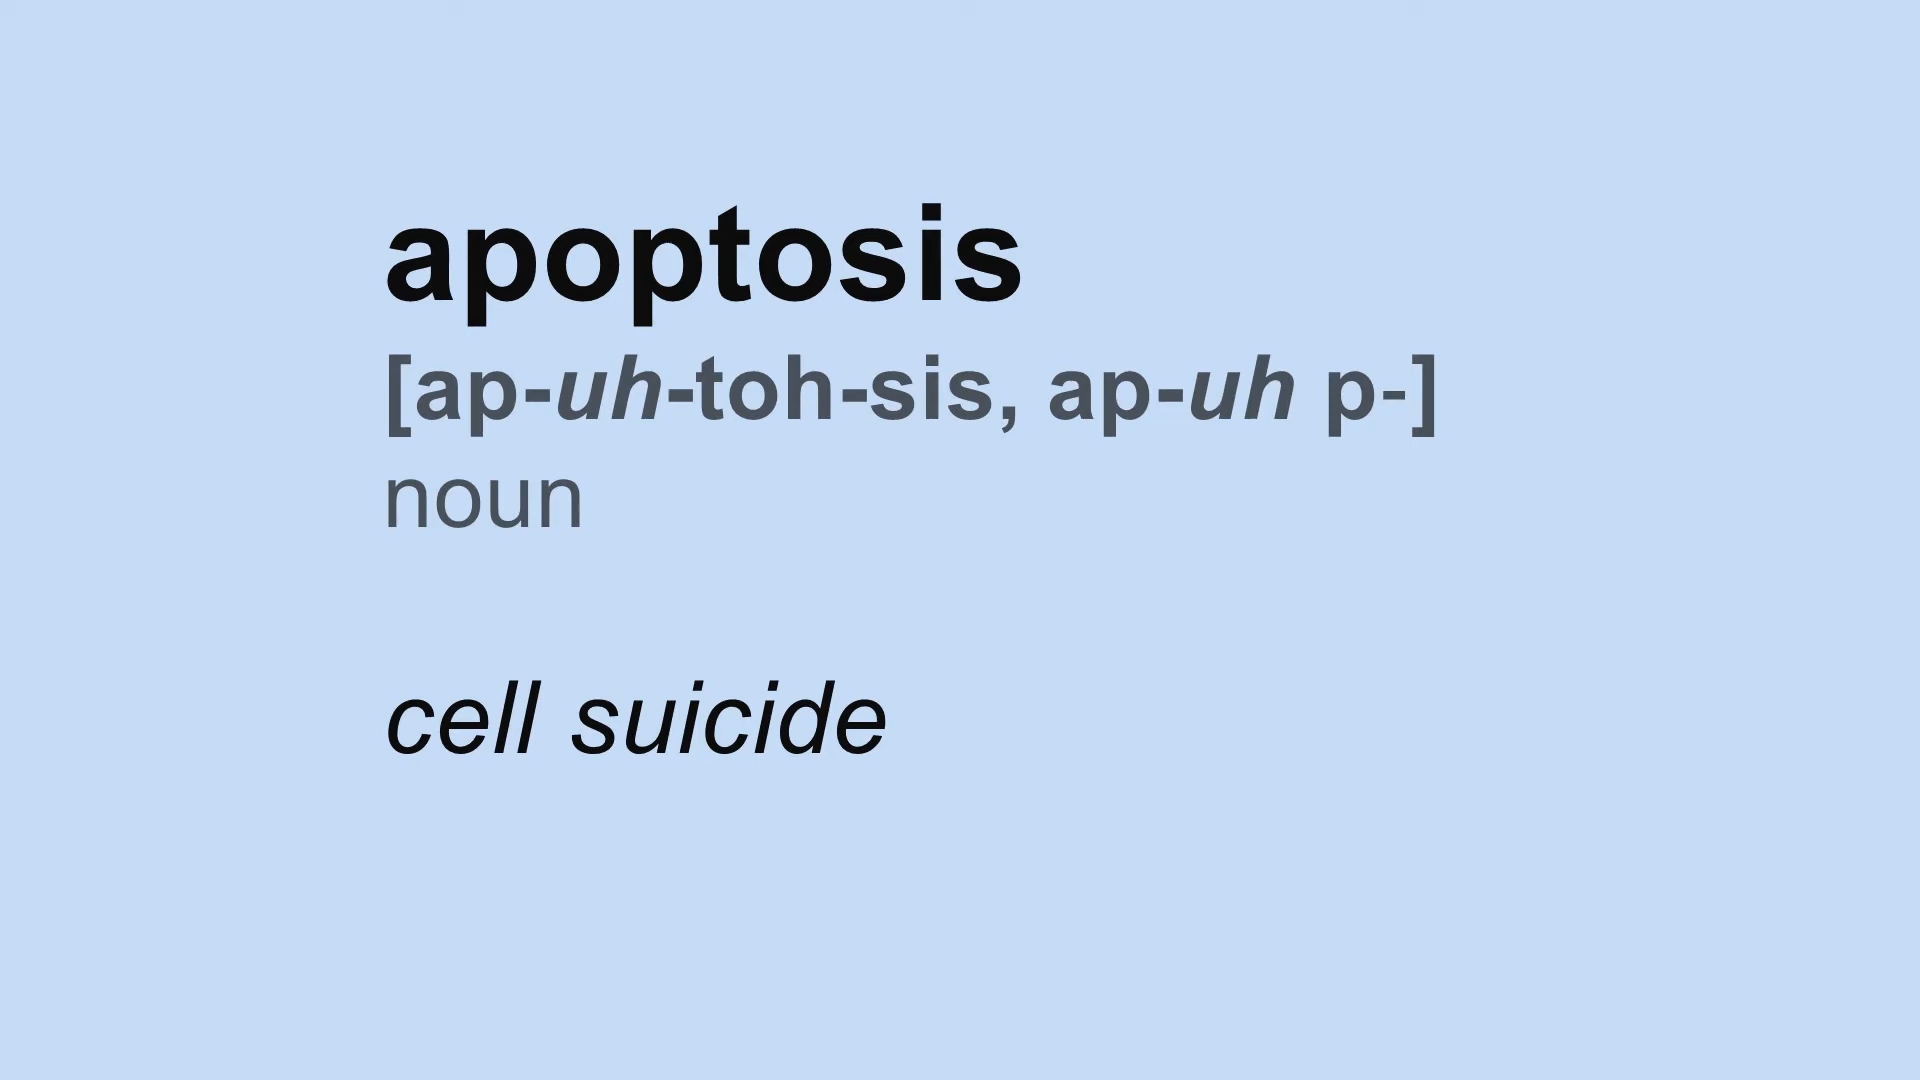 apoptosis
[ap-uh-toh-sis, ap-uh p-]
noun
cell suicide